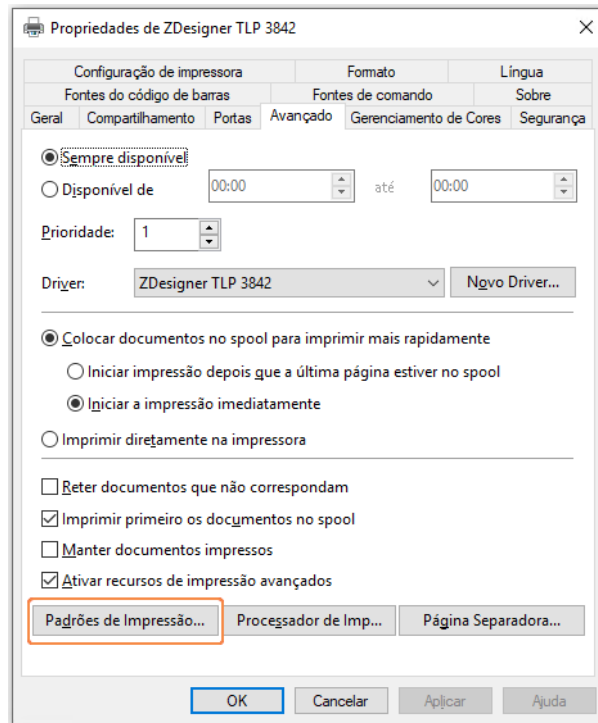 Propriedades de ZDesigner TLP 3842
Configuração de impressora Formato Língua
Fontes do código de barras Fontes de comando Sobre
Geral Compartilhamento Portas Avançado Gerenciamento de Cores Segurança
Sempre disponível
Disponível de 00:00 até 00:00
Prioridade: 1
Driver: ZDesigner TLP 3842 Novo Driver...
Colocar documentos no spool para imprimir mais rapidamente
Iniciar impressão depois que a última página estiver no spool
Iniciar a impressão imediatamente
Imprimir diretamente na impressora
Reter documentos que não correspondam
Imprimir primeiro os documentos no spool
Manter documentos impressos
Ativar recursos de impressão avançados
Padrões de Impressão... Processador de Imp... Página Separadora...
OK Cancelar Aplicar Ajuda